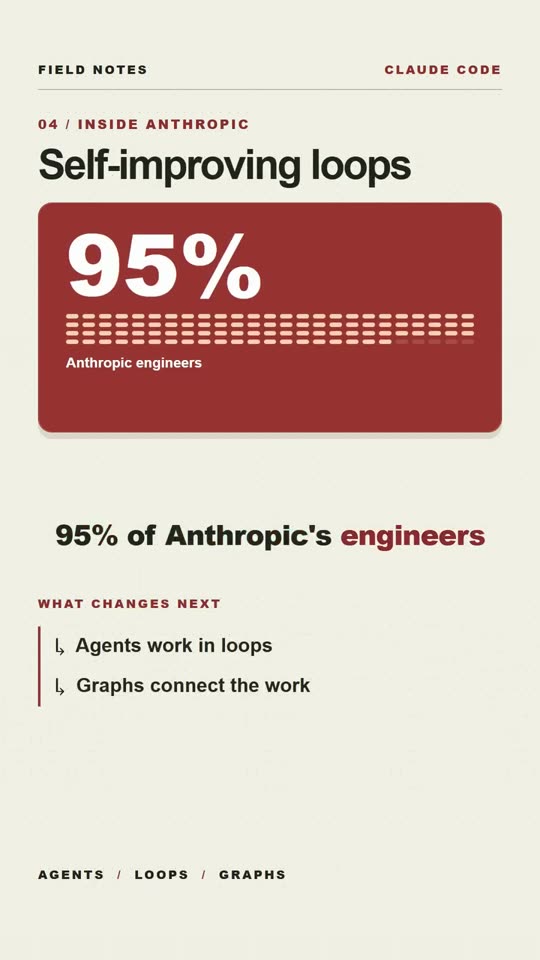 FIELD NOTES CLAUDE CODE
04 / INSIDE ANTHROPIC
Self-improving loops
95%
Anthropic engineers
95% of Anthropic's engineers
WHAT CHANGES NEXT
↳ Agents work in loops
↳ Graphs connect the work
AGENTS / LOOPS / GRAPHS